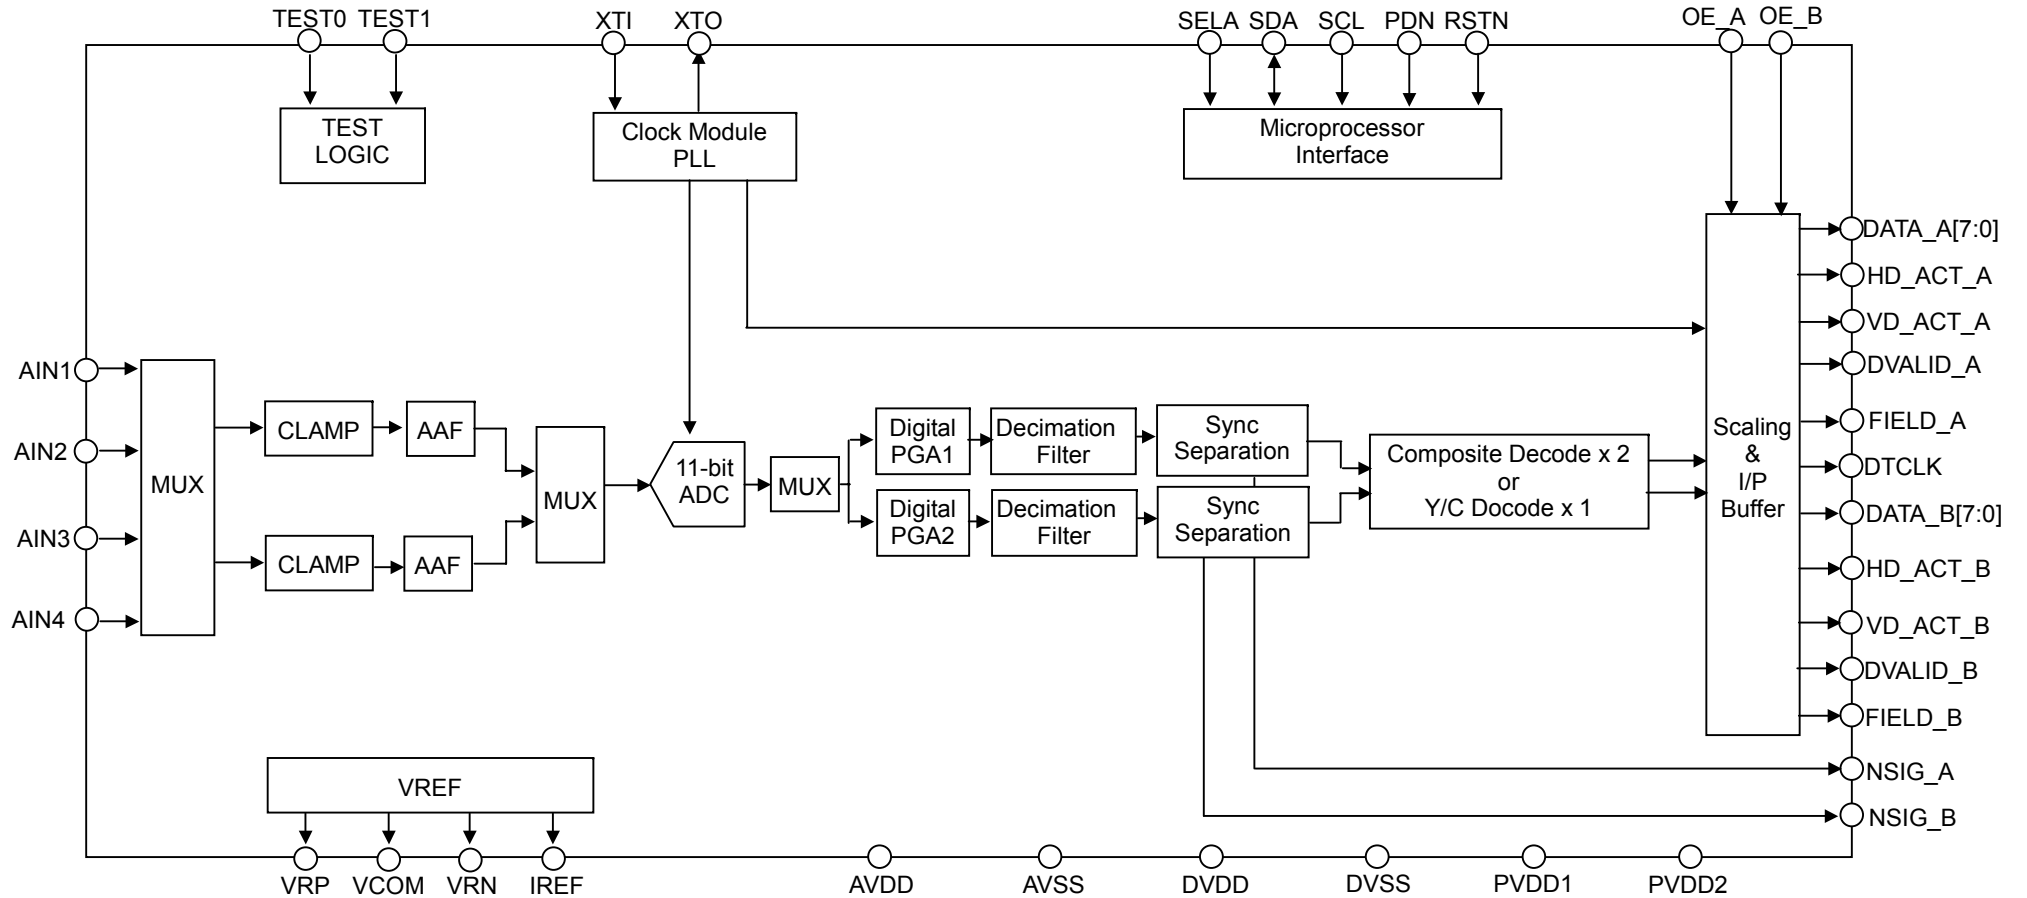 TEST0 TEST1 XTI XTO SELA SDA SCL PDN RSTN OE_A OE_B
TEST
LOGIC
Clock Module
PLL
Microprocessor
Interface
AIN1
AIN2
AIN3
AIN4
MUX
CLAMP
AAF
CLAMP
AAF
MUX
11-bit
ADC
MUX
Digital
PGA1
Decimation
Filter
Sync
Separation
Digital
PGA2
Decimation
Filter
Sync
Separation
Composite Decode x 2
or
Y/C Docode x 1
Scaling
&
I/P
Buffer
DATA_A[7:0]
HD_ACT_A
VD_ACT_A
DVALID_A
FIELD_A
DTCLK
DATA_B[7:0]
HD_ACT_B
VD_ACT_B
DVALID_B
FIELD_B
NSIG_A
NSIG_B
VREF
VRP VCOM VRN IREF AVDD AVSS DVDD DVSS PVDD1 PVDD2